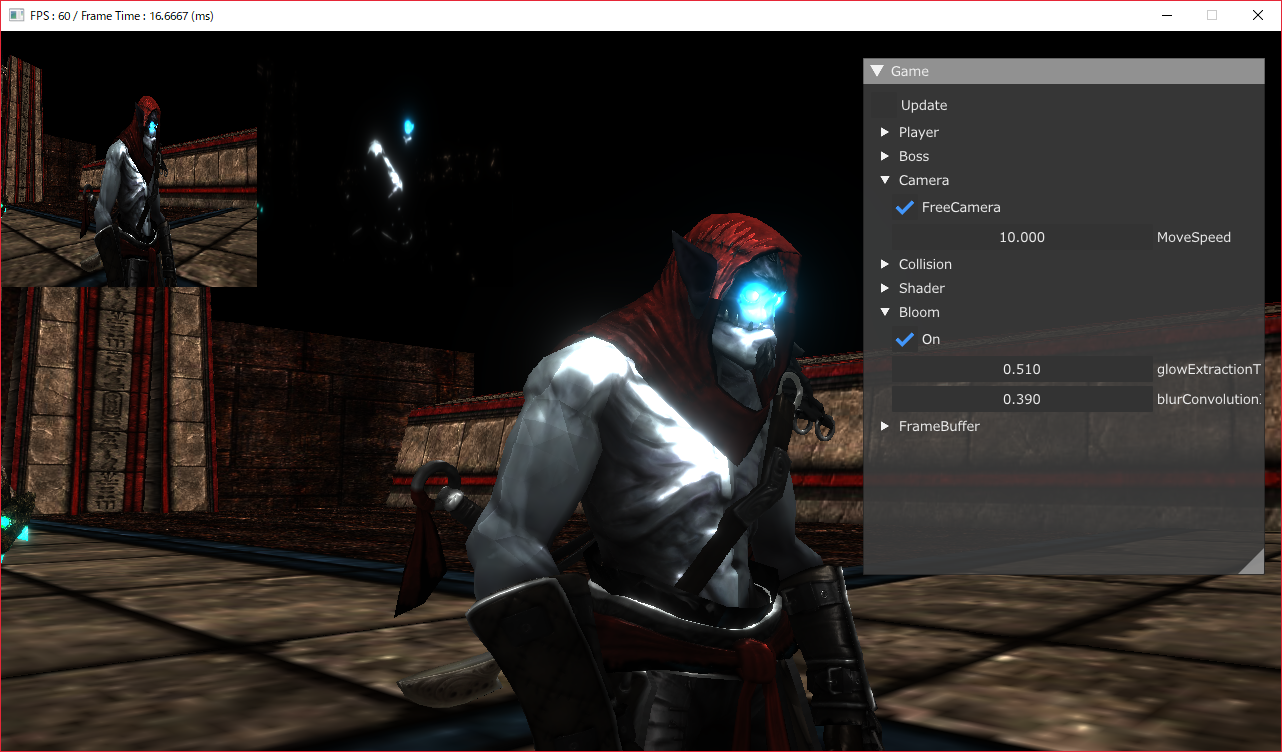 FPS : 60 / Frame Time : 16.6667 (ms)
Game
Update
Player
Boss
Camera
FreeCamera
10.000 MoveSpeed
Collision
Shader
Bloom
On
0.510 glowExtractionT
0.390 blurConvolution
FrameBuffer